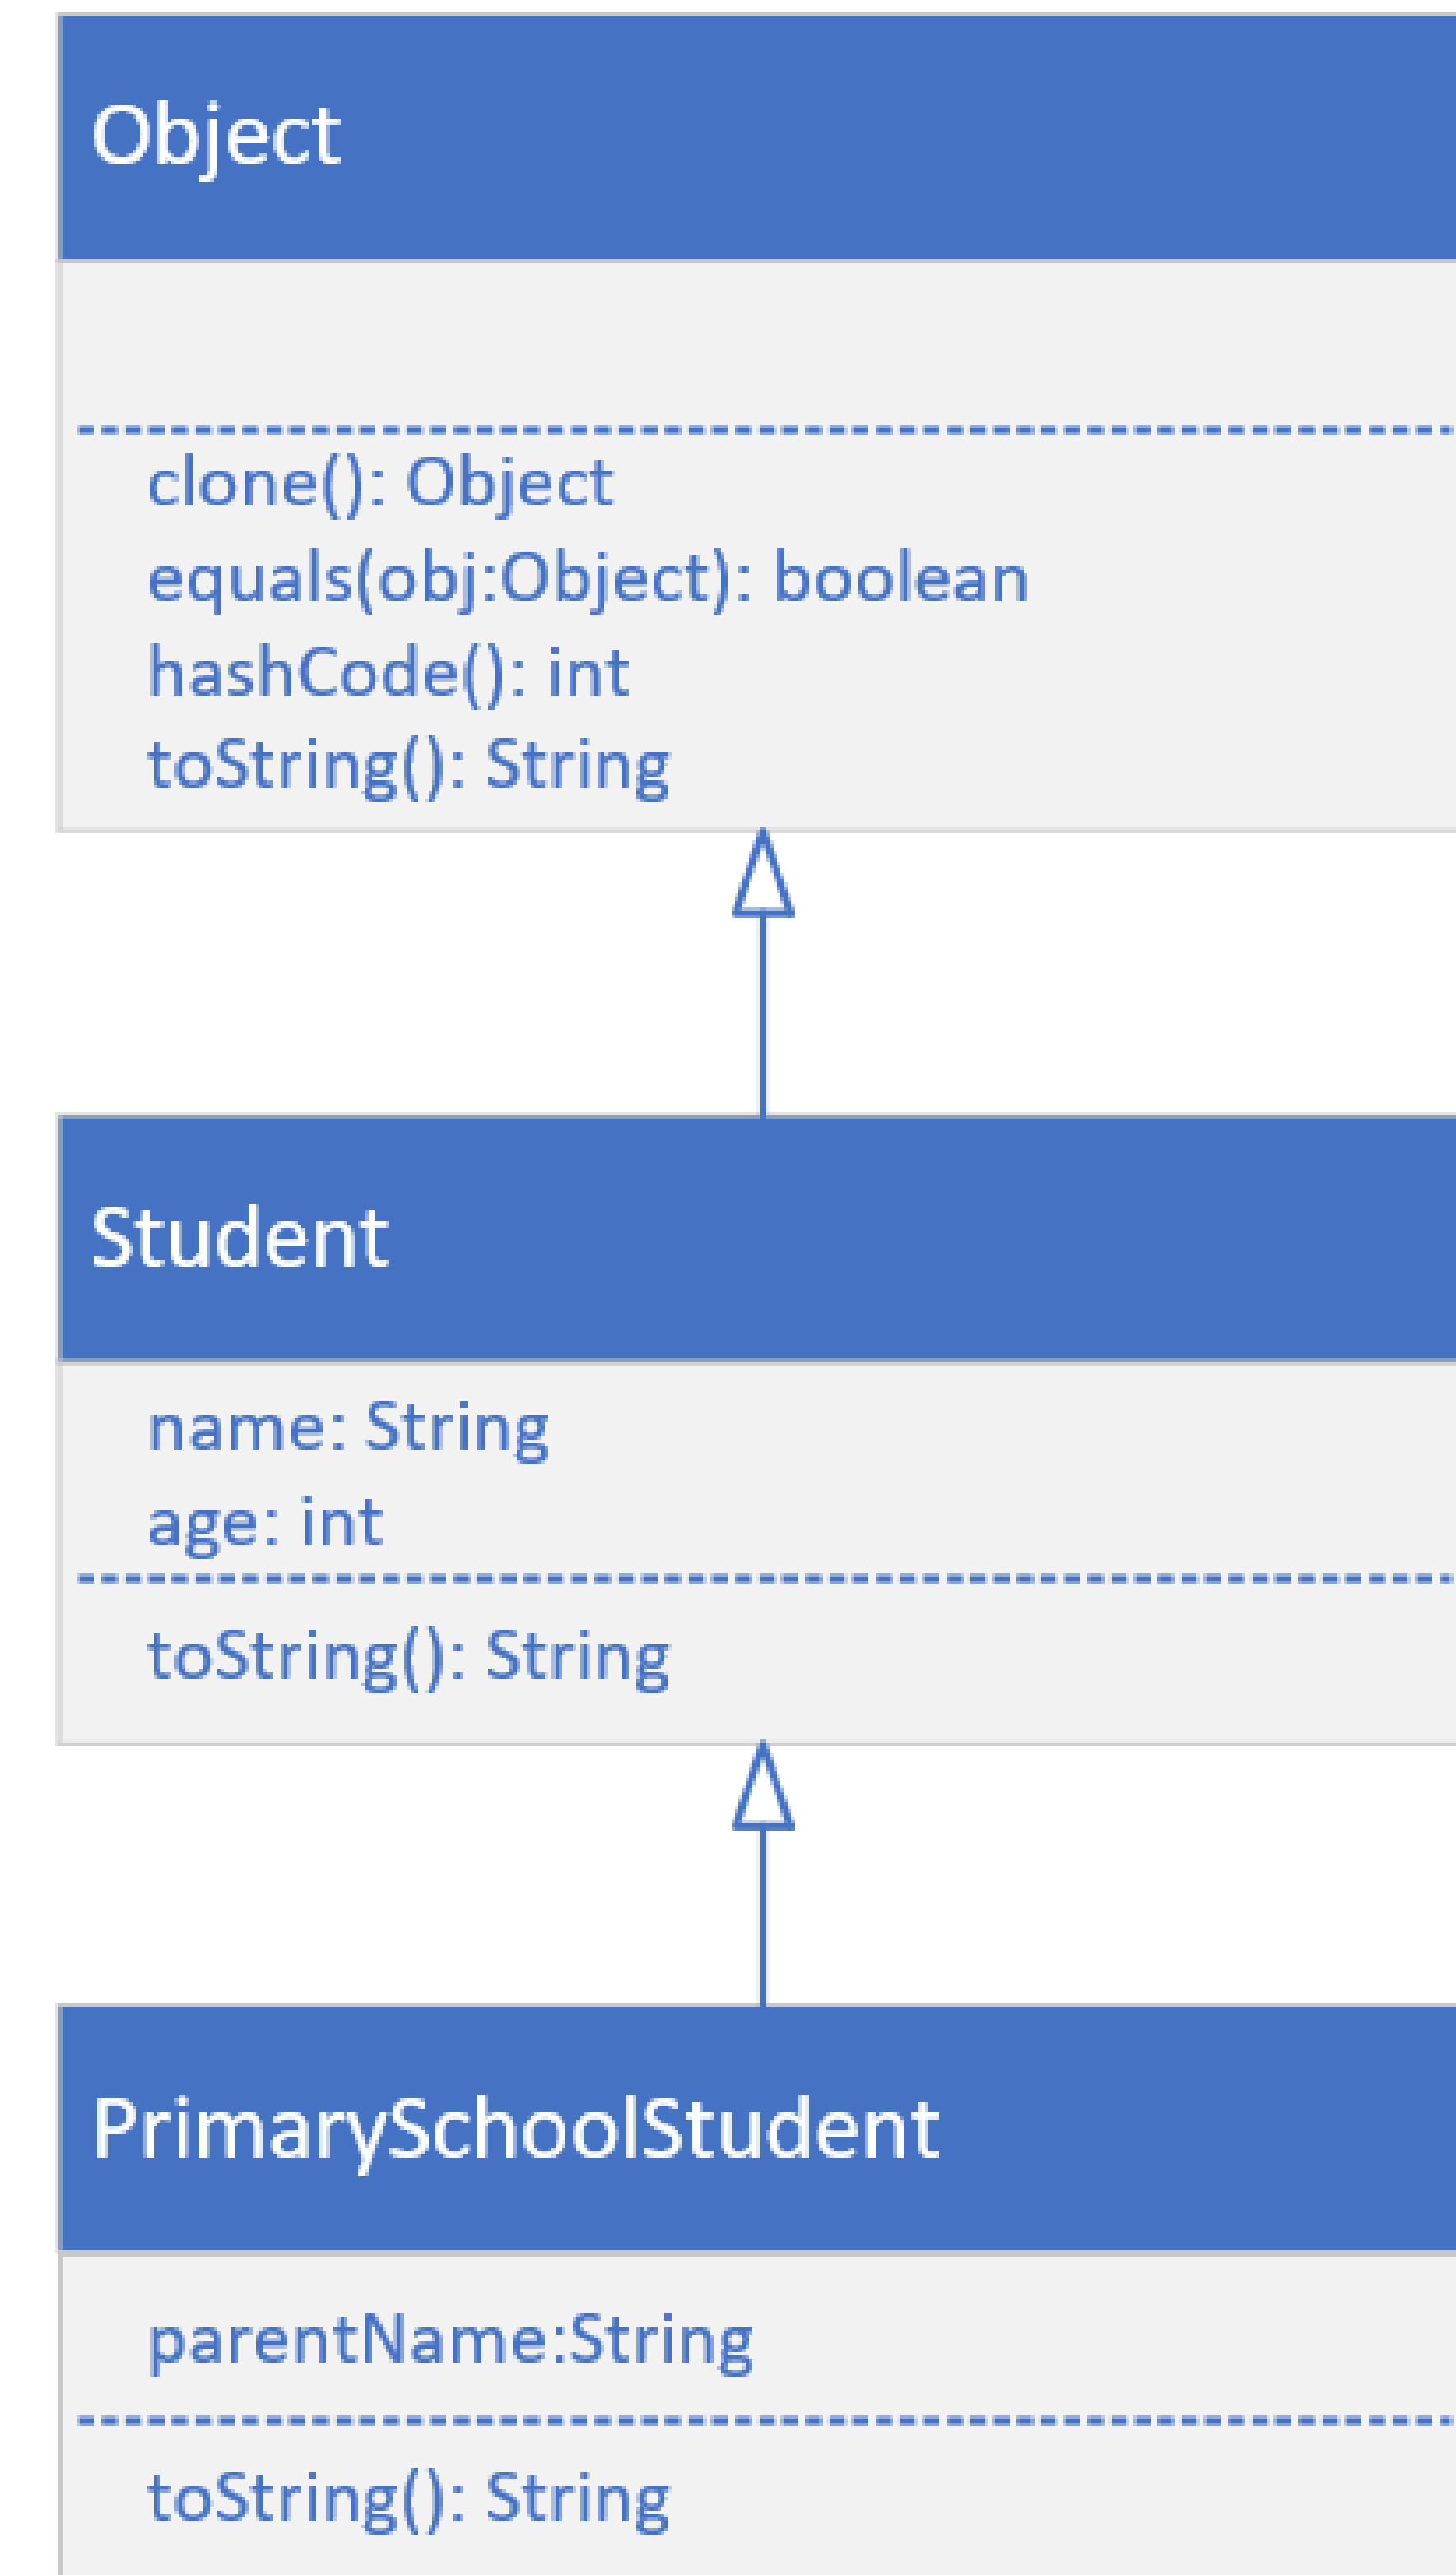 Object
clone(): Object
equals(obj:Object): boolean
hashCode(): int
toString(): String
Student
name: String
age: int
toString(): String
PrimarySchoolStudent
parentName:String
toString(): String